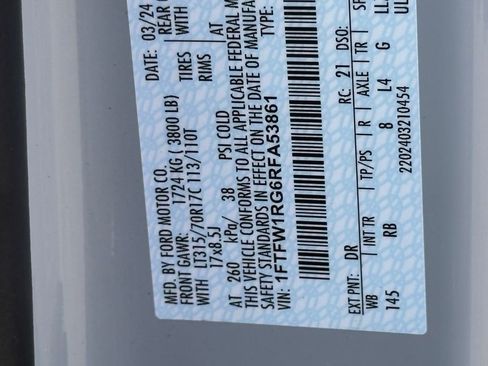 MFD. BY FORD MOTOR CO. DATE: 03/24
FRONT GAWR: 1724 KG ( 3800 LB) REAR
WITH LT315/70R17C 113/110T TIRES WITH
17x8.5J RIMS
AT 260 kPa/ 38 PSI COLD AT
THIS VEHICLE CONFORMS TO ALL APPLICABLE FEDERAL M
SAFETY STANDARDS IN EFFECT ON THE DATE OF MANUFA
VIN: 1FTFW1RG6RFA53861 TYPE:
EXT PNT: DR RC: 21 DSO:
WB INT TR TP/PS R AXLE TR SP
145 RB 8 L4 G LL
2202403210454 UL